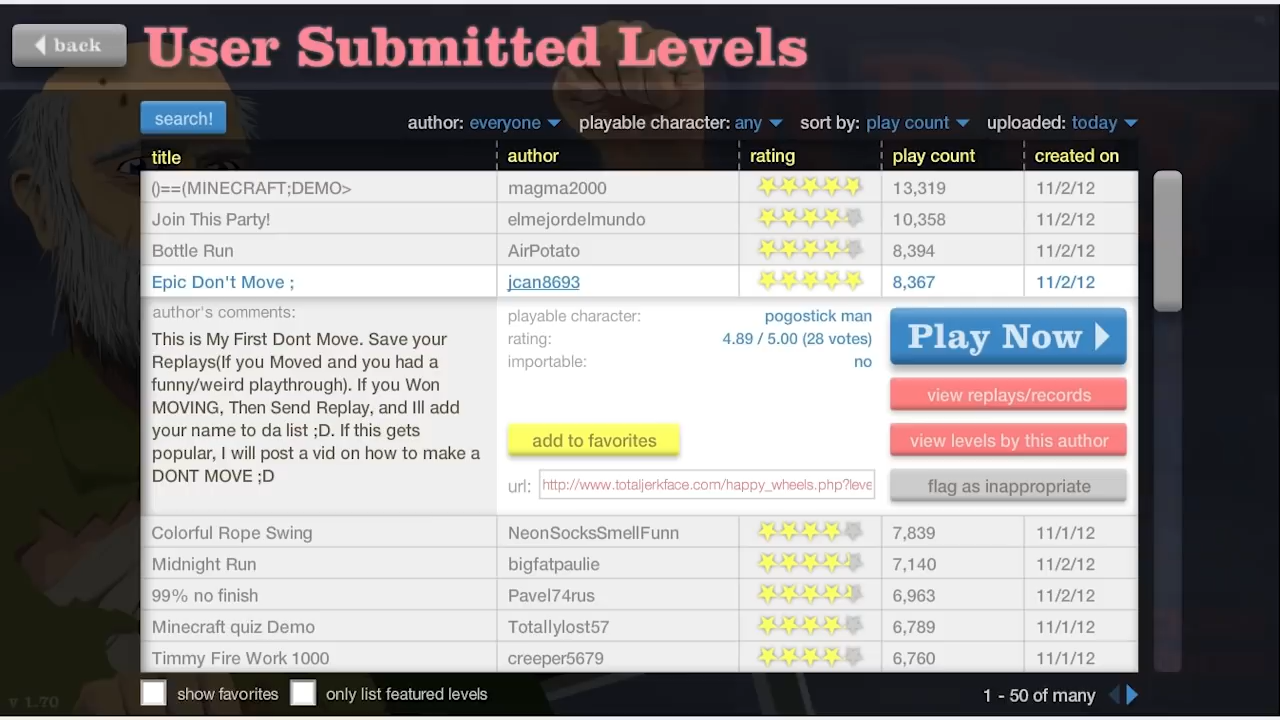 back
User Submitted Levels
search!
author: everyone playable character: any sort by: play count uploaded: today
title author rating play count created on
()==(MINECRAFT;DEMO> magma2000 13,319 11/2/12
Join This Party! elmejordelmundo 10,358 11/2/12
Bottle Run AirPotato 8,394 11/2/12
Epic Don't Move ; jcan8693 8,367 11/2/12
author's comments:
This is My First Dont Move. Save your
Replays(If you Moved and you had a
funny/weird playthrough). If you Won
MOVING, Then Send Replay, and Ill add
your name to da list ;D. If this gets
popular, I will post a vid on how to make a
DONT MOVE ;D
playable character: pogostick man
rating: 4.89 / 5.00 (28 votes)
importable: no
add to favorites
url: http://www.totaljerkface.com/happy_wheels.php?leve
Play Now
view replays/records
view levels by this author
flag as inappropriate
Colorful Rope Swing NeonSocksSmellFunn 7,839 11/1/12
Midnight Run bigfatpaulie 7,140 11/2/12
99% no finish Pavel74rus 6,963 11/2/12
Minecraft quiz Demo Totallylost57 6,789 11/1/12
Timmy Fire Work 1000 creeper5679 6,760 11/1/12
show favorites only list featured levels 1 - 50 of many
v 1.70